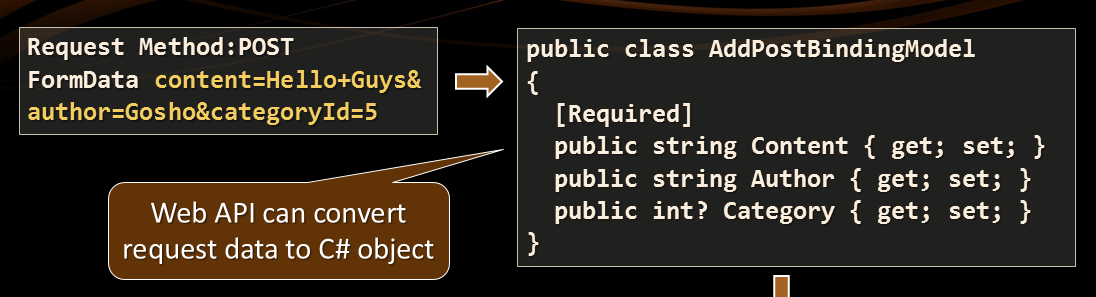 Request Method:POST
FormData content=Hello+Guys&
author=Gosho&categoryId=5
Web API can convert
request data to C# object
public class AddPostBindingModel
{
[Required]
public string Content { get; set; }
public string Author { get; set; }
public int? Category { get; set; }
}